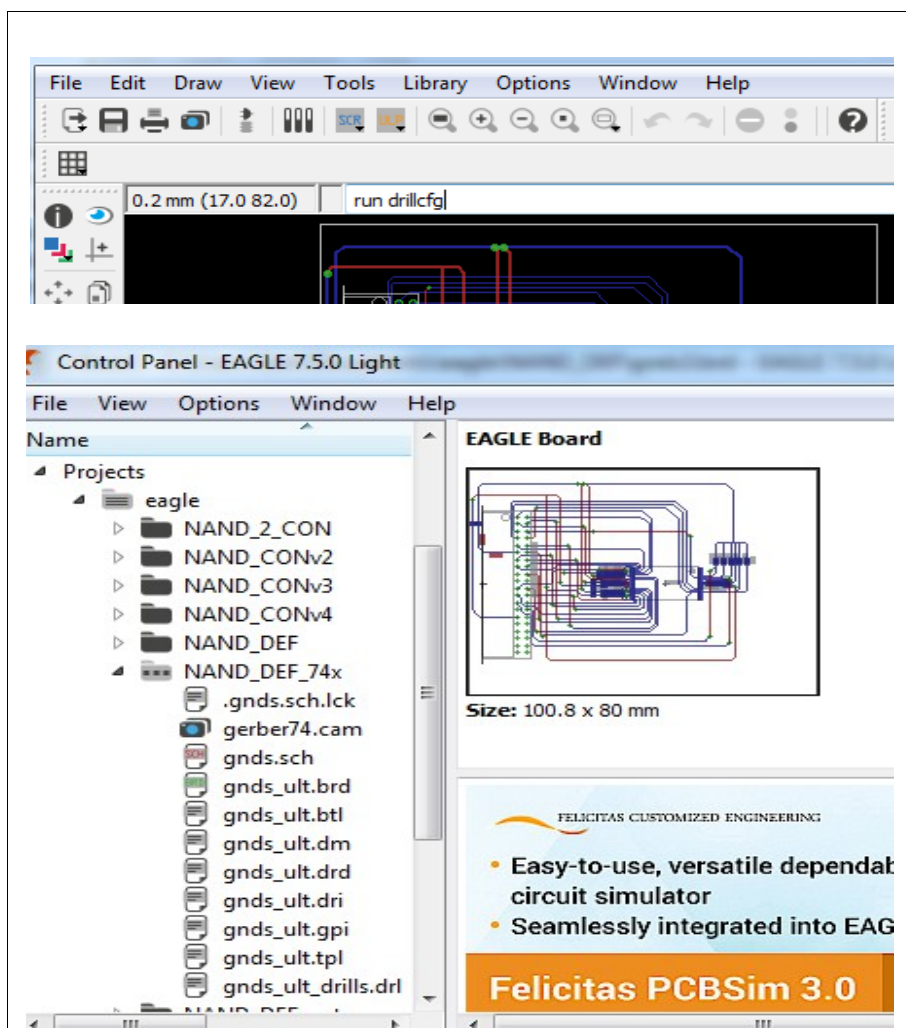 File Edit Draw View Tools Library Options Window Help
SCR ULP
0.2 mm (17.0 82.0) run drillcfg
Control Panel - EAGLE 7.5.0 Light
File View Options Window Help
Name
Projects
eagle
NAND_2_CON
NAND_CONv2
NAND_CONv3
NAND_CONv4
NAND_DEF
NAND_DEF_74x
.gnds.sch.lck
gerber74.cam
gnds.sch
gnds_ult.brd
gnds_ult.btl
gnds_ult.dm
gnds_ult.drd
gnds_ult.dri
gnds_ult.gpi
gnds_ult.tpl
gnds_ult_drills.drl
EAGLE Board
Size: 100.8 x 80 mm
FELICITAS CUSTOMIZED ENGINEERING
• Easy-to-use, versatile dependab
circuit simulator
• Seamlessly integrated into EAG
Felicitas PCBSim 3.0